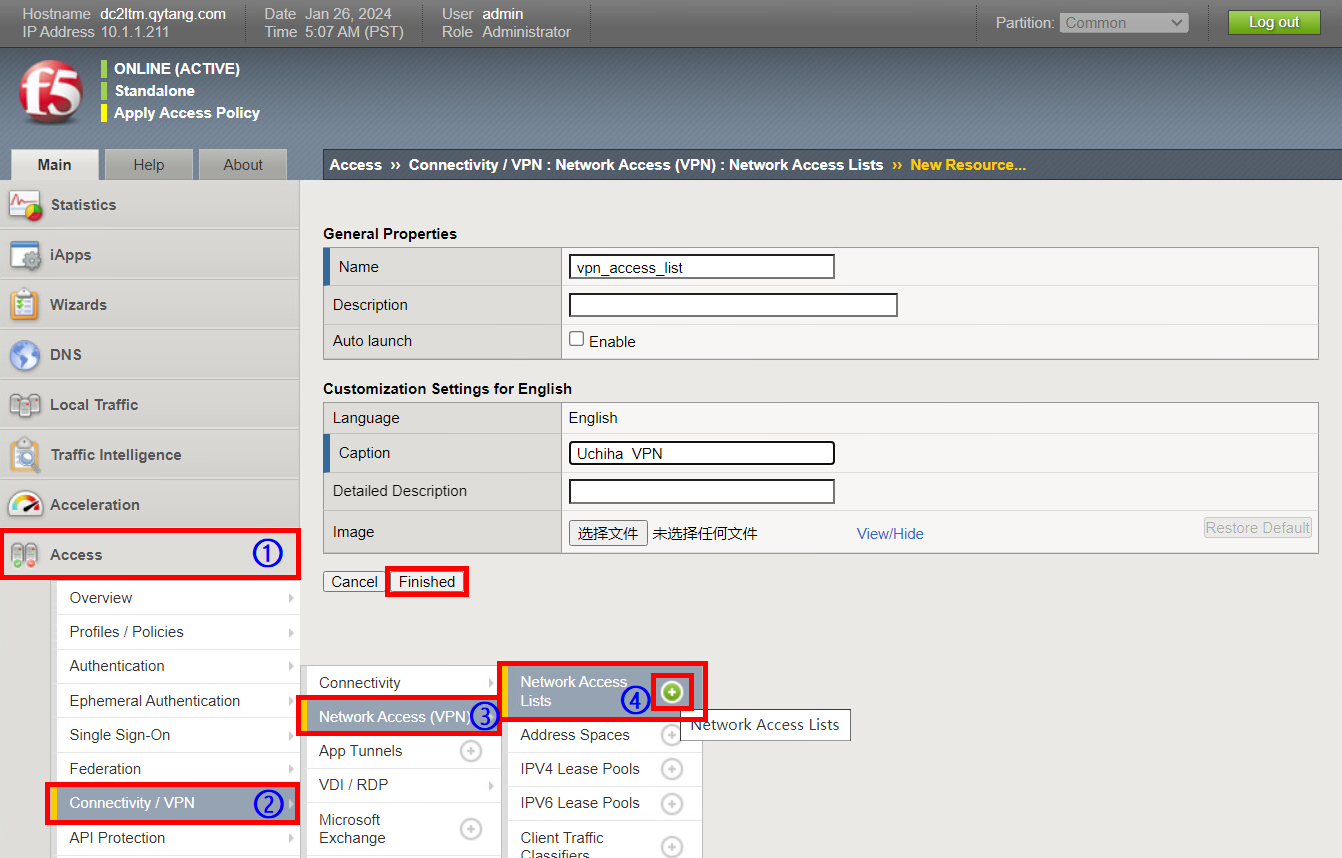 Hostname dc2ltm.qytang.com
IP Address 10.1.1.211
Date Jan 26, 2024
Time 5:07 AM (PST)
User admin
Role Administrator
Partition: Common
Log out
f5
ONLINE (ACTIVE)
Standalone
Apply Access Policy
Main
Help
About
Access ›› Connectivity / VPN : Network Access (VPN) : Network Access Lists ›› New Resource...
Statistics
iApps
Wizards
DNS
Local Traffic
Traffic Intelligence
Acceleration
Access ①
Overview
Profiles / Policies
Authentication
Ephemeral Authentication
Single Sign-On
Federation
Connectivity / VPN ②
API Protection
General Properties
Name vpn_access_list
Description
Auto launch Enable
Customization Settings for English
Language English
Caption Uchiha VPN
Detailed Description
Image 选择文件 未选择任何文件 View/Hide Restore Default
Cancel Finished
Connectivity
Network Access (VPN) ③
App Tunnels
VDI / RDP
Microsoft
Exchange
Network Access
Lists ④
Network Access Lists
Address Spaces
IPV4 Lease Pools
IPV6 Lease Pools
Client Traffic
Classifiers